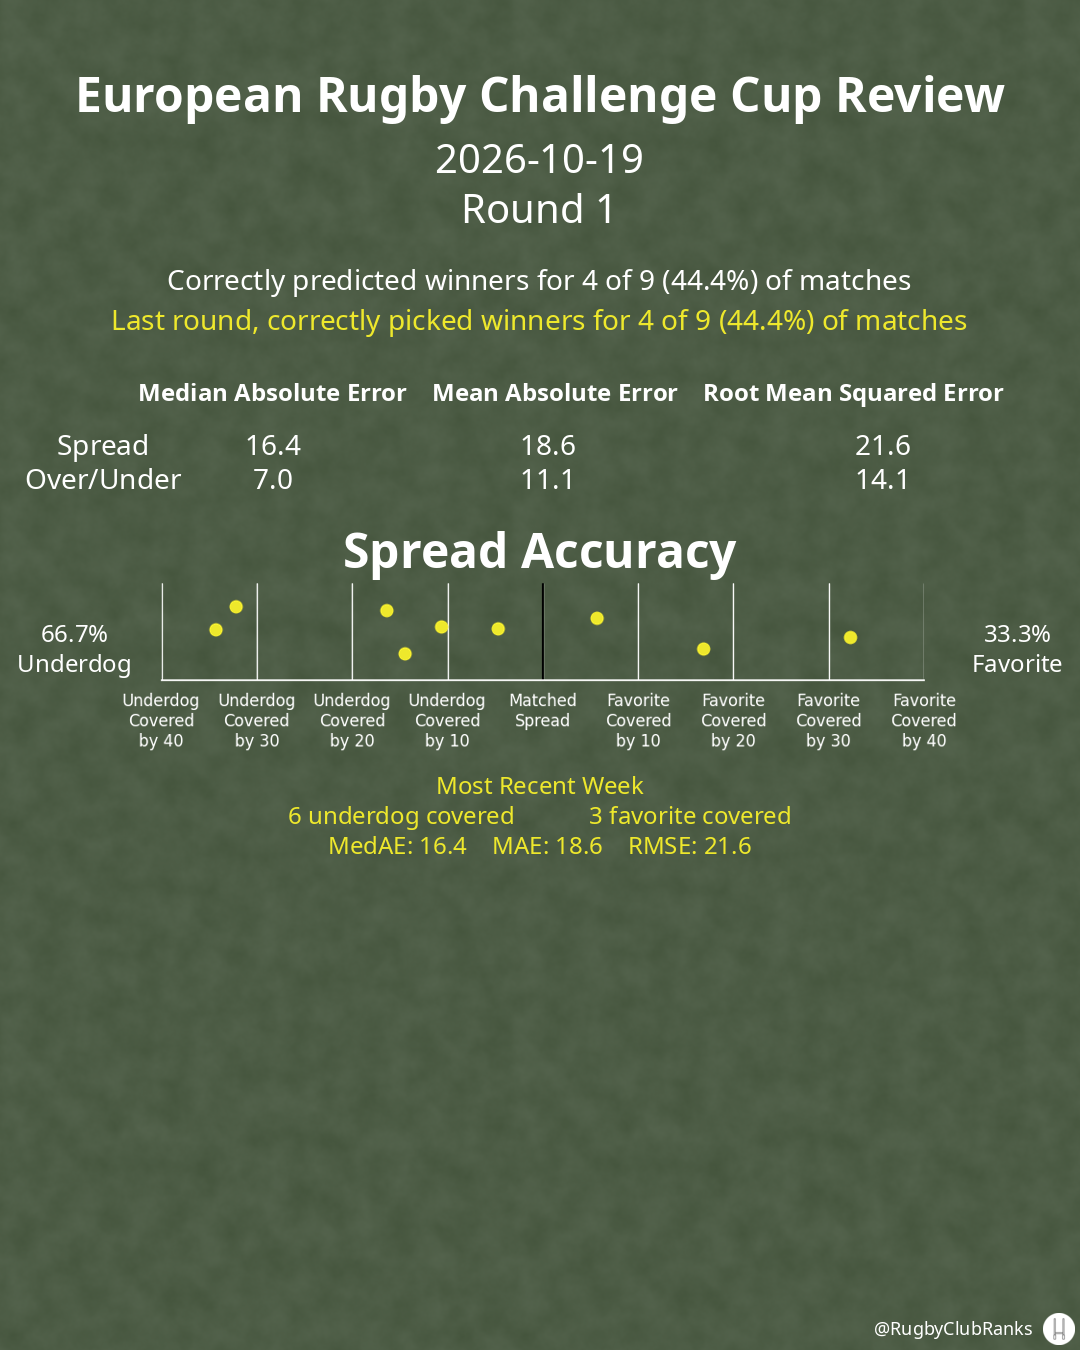 European Rugby Challenge Cup Review
2026-10-19
Round 1
Correctly predicted winners for 4 of 9 (44.4%) of matches
Last round, correctly picked winners for 4 of 9 (44.4%) of matches
Median Absolute Error Mean Absolute Error Root Mean Squared Error
Spread 16.4 18.6 21.6
Over/Under 7.0 11.1 14.1
Spread Accuracy
66.7% 33.3%
Underdog Favorite
Underdog Underdog Underdog Underdog Matched Favorite Favorite Favorite Favorite
Covered Covered Covered Covered Spread Covered Covered Covered Covered
by 40 by 30 by 20 by 10 by 10 by 20 by 30 by 40
Most Recent Week
6 underdog covered 3 favorite covered
MedAE: 16.4 MAE: 18.6 RMSE: 21.6
@RugbyClubRanks